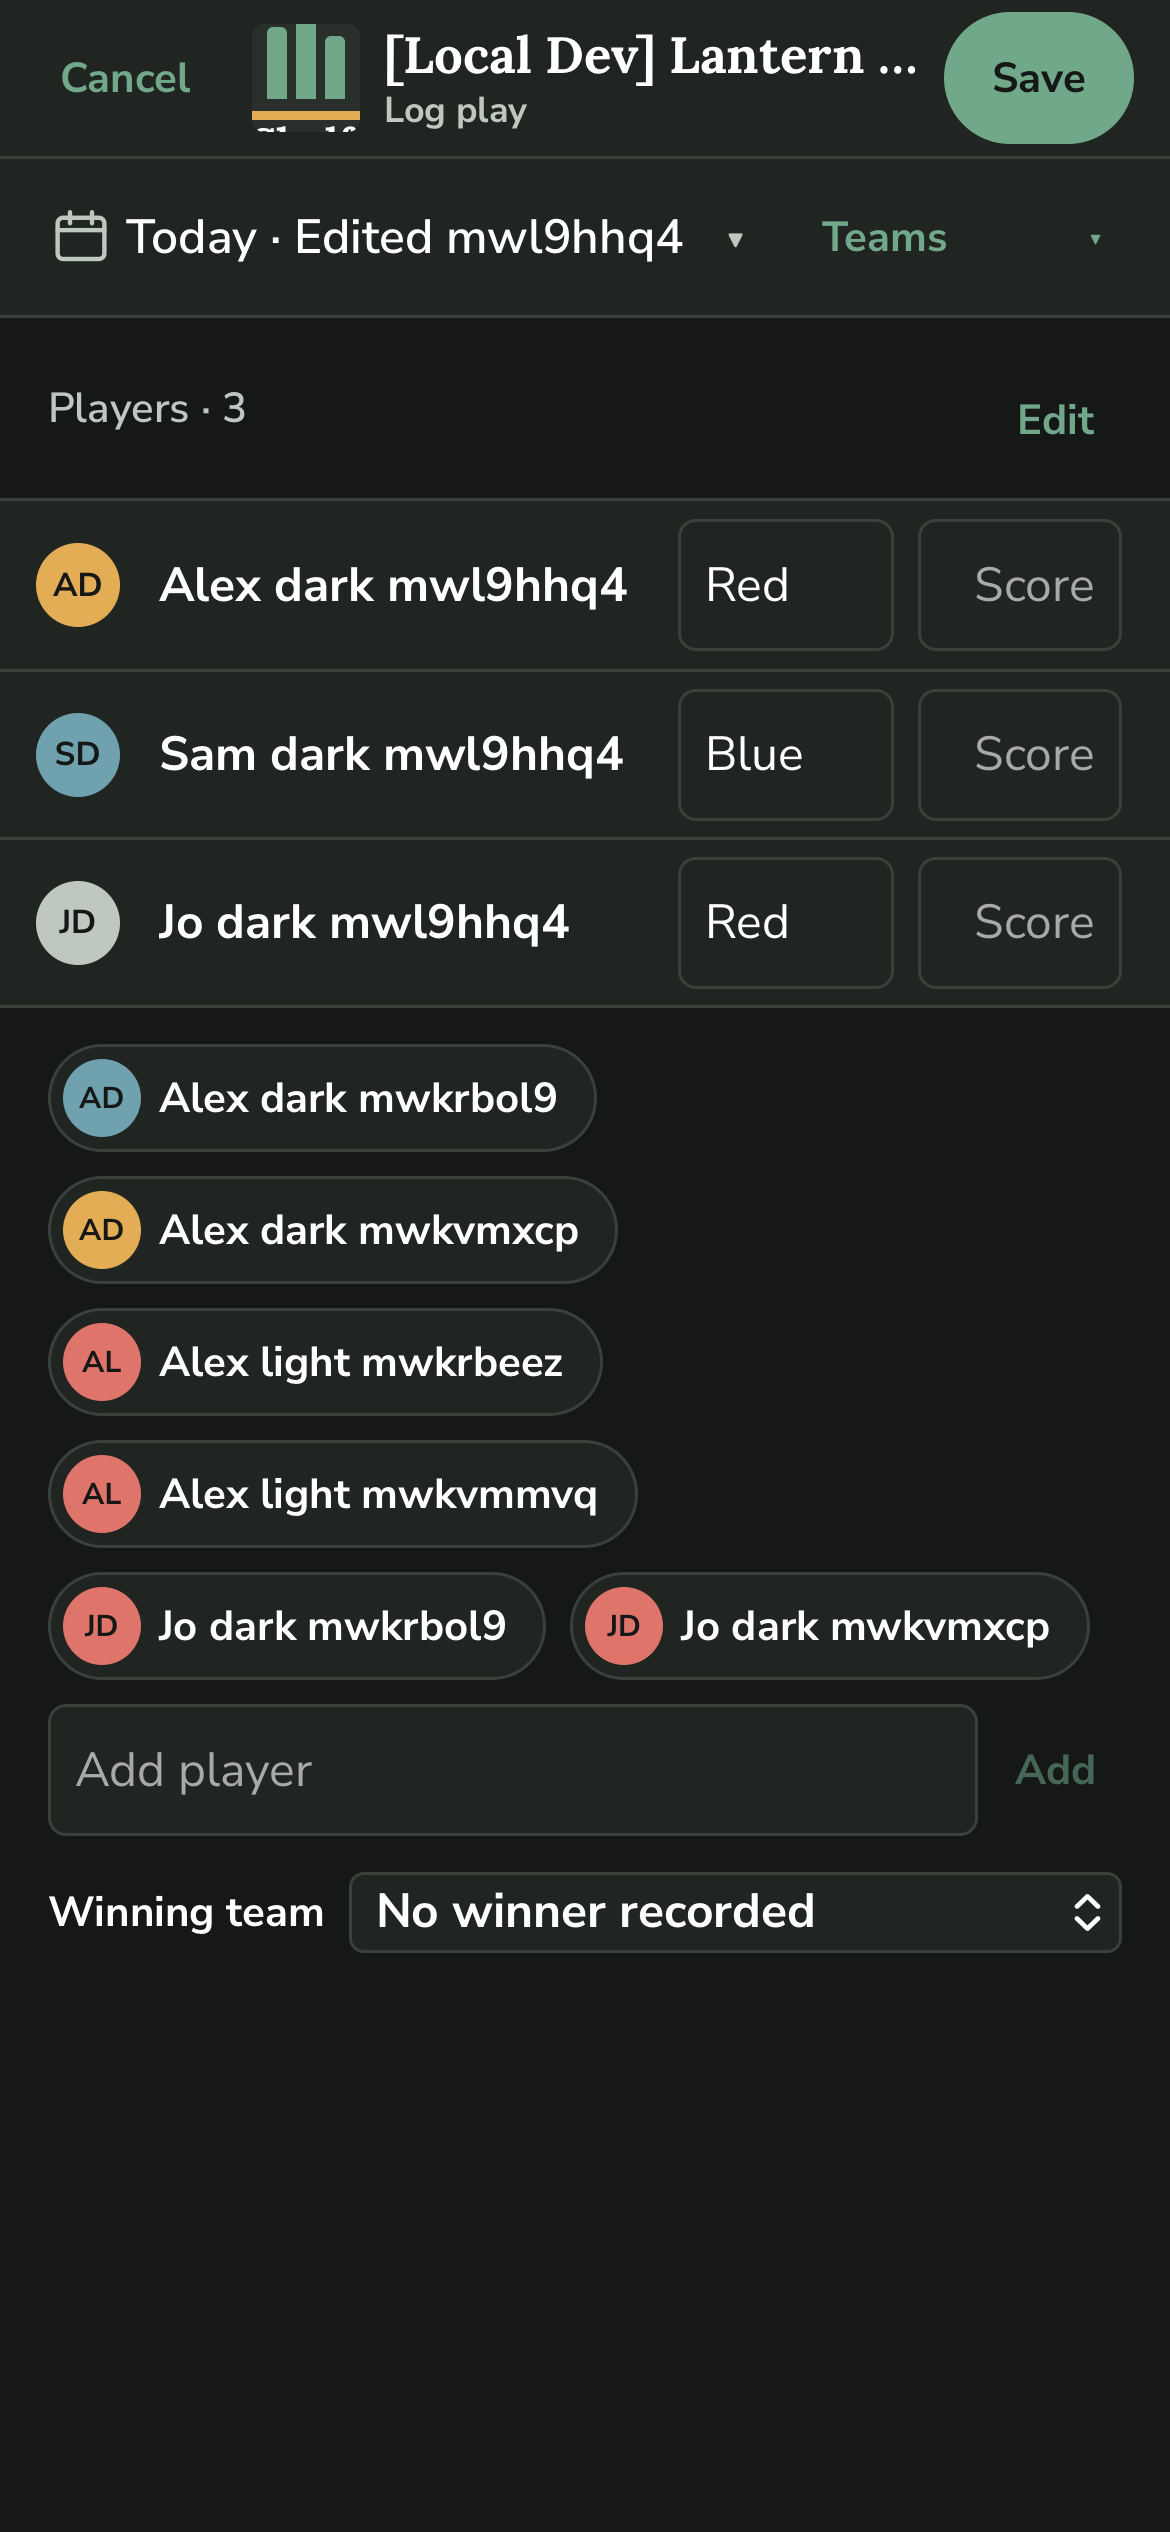 Cancel
[Local Dev] Lantern ...
Log play
Save
Today · Edited mwl9hhq4
Teams
Players · 3
Edit
AD Alex dark mwl9hhq4 Red Score
SD Sam dark mwl9hhq4 Blue Score
JD Jo dark mwl9hhq4 Red Score
AD Alex dark mwkrbol9
AD Alex dark mwkvmxcp
AL Alex light mwkrbeez
AL Alex light mwkvmmvq
JD Jo dark mwkrbol9 JD Jo dark mwkvmxcp
Add player Add
Winning team No winner recorded